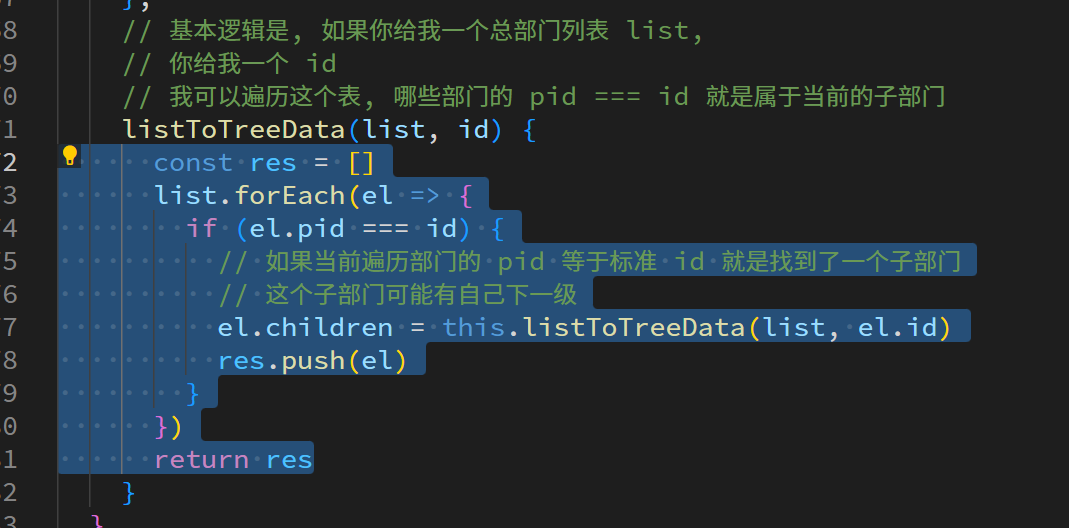 },
8 // 基本逻辑是, 如果你给我一个总部门列表 list,
9 // 你给我一个 id
0 // 我可以遍历这个表, 哪些部门的 pid === id 就是属于当前的子部门
1 listToTreeData(list, id) {
2 const res = []
3 list.forEach(el => {
4 if (el.pid === id) {
5 // 如果当前遍历部门的 pid 等于标准 id 就是找到了一个子部门
6 // 这个子部门可能有自己下一级
7 el.children = this.listToTreeData(list, el.id)
8 res.push(el)
9 }
0 })
1 return res
2 }
3 }